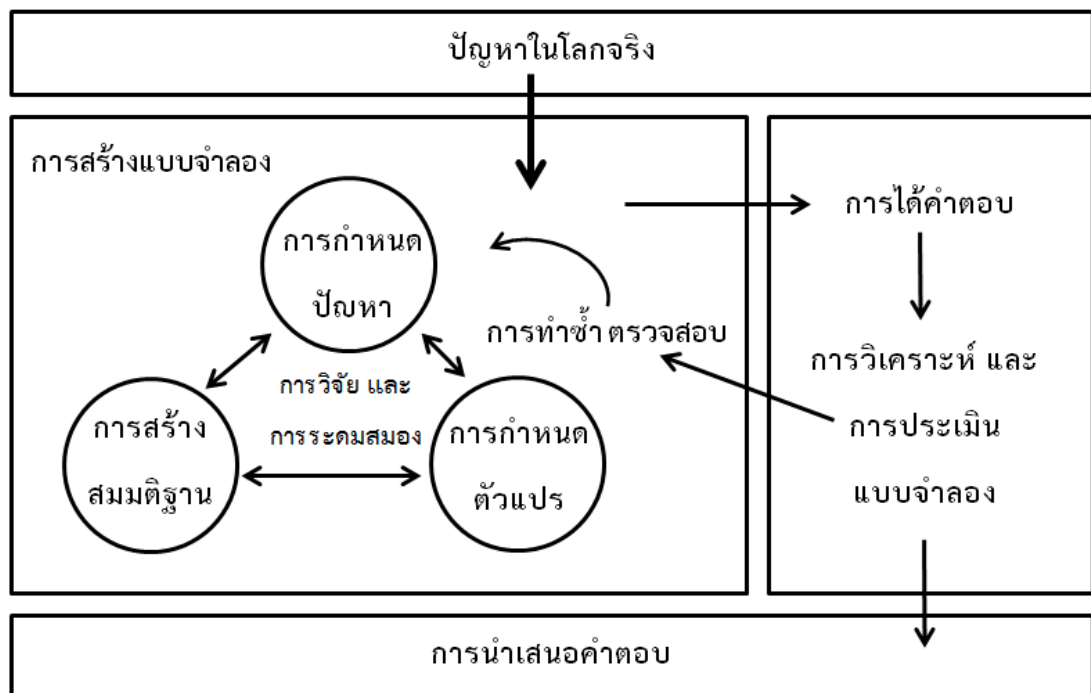 ปัญหาในโลกจริง
การสร้างแบบจำลอง
การกำหนด
ปัญหา
การทำซ้ำ ตรวจสอบ
การวิจัย และ
การระดมสมอง
การสร้าง
สมมติฐาน
การกำหนด
ตัวแปร
การได้คำตอบ
การวิเคราะห์ และ
การประเมิน
แบบจำลอง
การนำเสนอคำตอบ